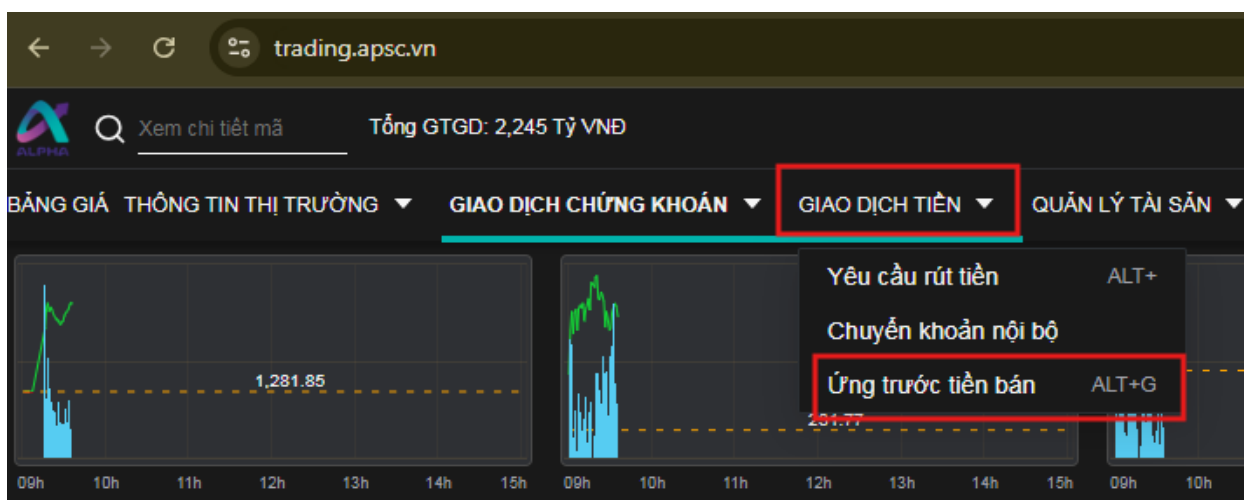 trading.apsc.vn
ALPHA
Xem chi tiết mã
Tổng GTGD: 2,245 Tỷ VNĐ
BẢNG GIÁ THÔNG TIN THỊ TRƯỜNG ▼ GIAO DỊCH CHỨNG KHOÁN ▼ GIAO DỊCH TIỀN ▼ QUẢN LÝ TÀI SẢN ▼
Yêu cầu rút tiền ALT+
Chuyển khoản nội bộ
Ứng trước tiền bán ALT+G
1,281.85
09h 10h 11h 12h 13h 14h 15h
09h 10h 11h 12h 13h 14h 15h
09h 10h